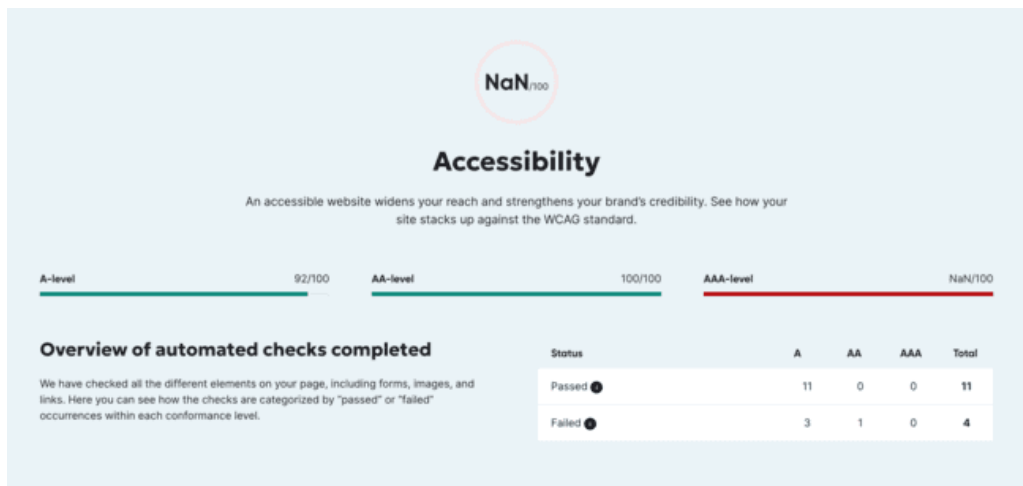 NaN/100
Accessibility
An accessible website widens your reach and strengthens your brand's credibility. See how your
site stacks up against the WCAG standard.
A-level 92/100
AA-level 100/100
AAA-level NaN/100
Overview of automated checks completed
We have checked all the different elements on your page, including forms, images, and
links. Here you can see how the checks are categorized by "passed" or "failed"
occurrences within each conformance level.
Status A AA AAA Total
Passed 11 0 0 11
Failed 3 1 0 4